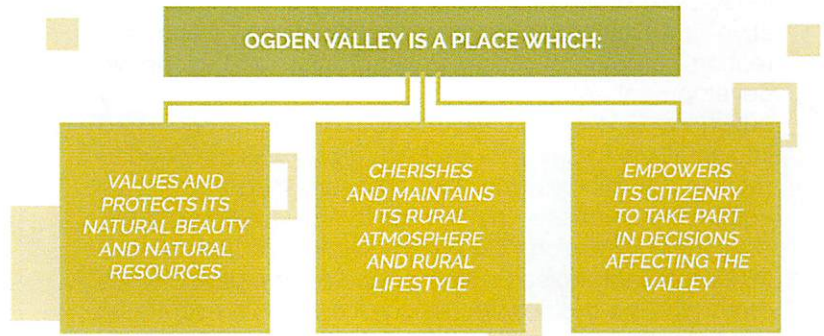 OGDEN VALLEY IS A PLACE WHICH:
VALUES AND
PROTECTS ITS
NATURAL BEAUTY
AND NATURAL
RESOURCES
CHERISHES
AND MAINTAINS
ITS RURAL
ATMOSPHERE
AND RURAL
LIFESTYLE
EMPOWERS
ITS CITIZENRY
TO TAKE PART
IN DECISIONS
AFFECTING THE
VALLEY